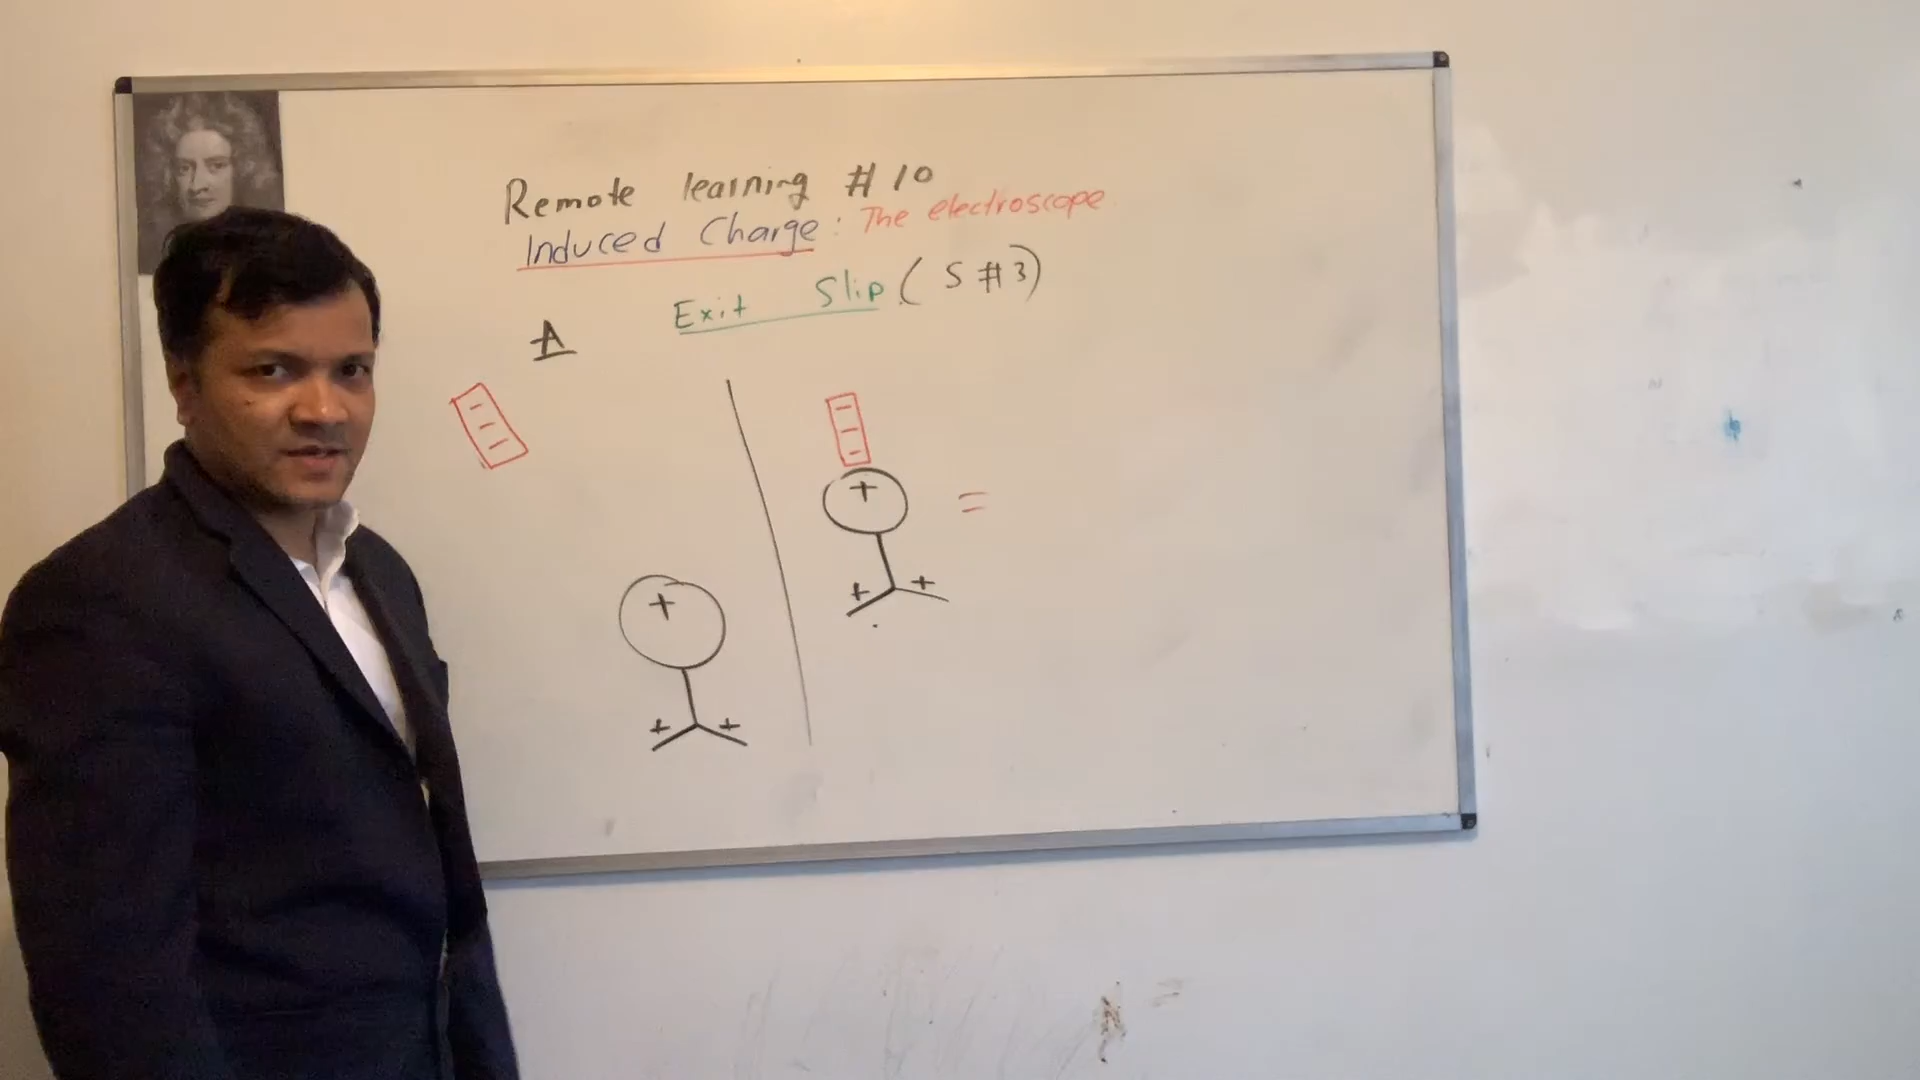 Remote learning #10
Induced Charge: The electroscope
Exit Slip (S #3)
A
- - -
- - -
+
=
+ +
+
+ +